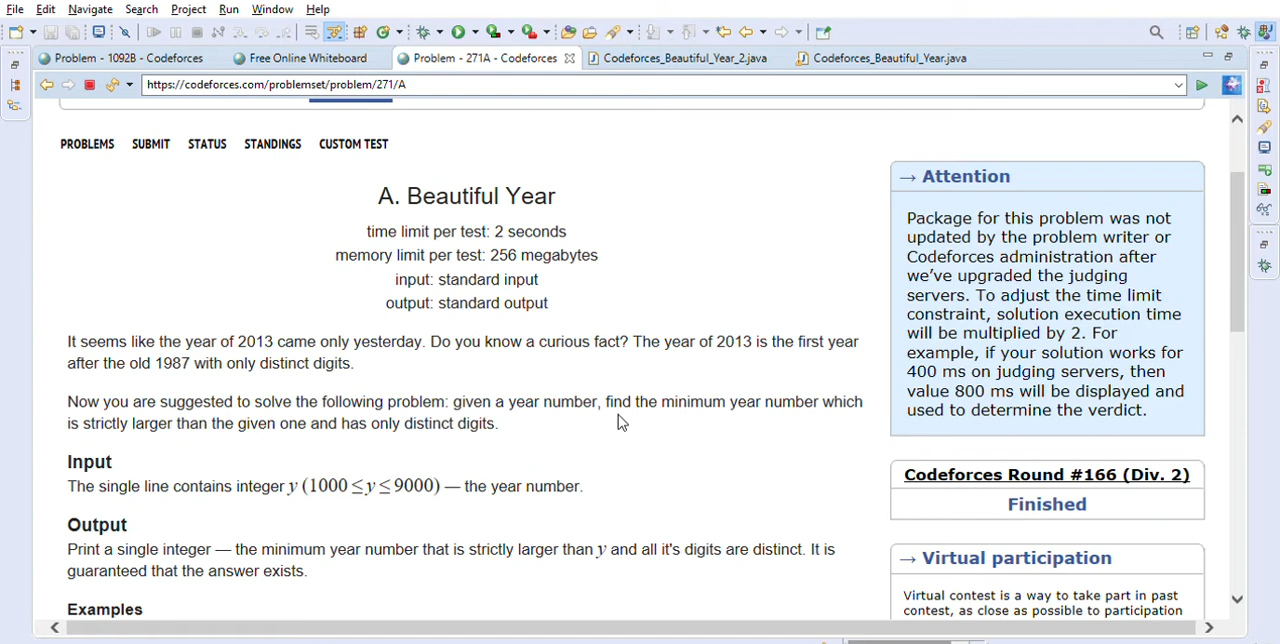 File Edit Navigate Search Project Run Window Help
Problem - 1092B - Codeforces Free Online Whiteboard Problem - 271A - Codeforces Codeforces_Beautiful_Year_2.java Codeforces_Beautiful_Year.java
https://codeforces.com/problemset/problem/271/A
PROBLEMS SUBMIT STATUS STANDINGS CUSTOM TEST
A. Beautiful Year
time limit per test: 2 seconds
memory limit per test: 256 megabytes
input: standard input
output: standard output
It seems like the year of 2013 came only yesterday. Do you know a curious fact? The year of 2013 is the first year
after the old 1987 with only distinct digits.
Now you are suggested to solve the following problem: given a year number, find the minimum year number which
is strictly larger than the given one and has only distinct digits.
Input
The single line contains integer y (1000 ≤ y ≤ 9000) — the year number.
Output
Print a single integer — the minimum year number that is strictly larger than y and all it's digits are distinct. It is
guaranteed that the answer exists.
Examples
→ Attention
Package for this problem was not
updated by the problem writer or
Codeforces administration after
we've upgraded the judging
servers. To adjust the time limit
constraint, solution execution time
will be multiplied by 2. For
example, if your solution works for
400 ms on judging servers, then
value 800 ms will be displayed and
used to determine the verdict.
Codeforces Round #166 (Div. 2)
Finished
→ Virtual participation
Virtual contest is a way to take part in past
contest, as close as possible to participation